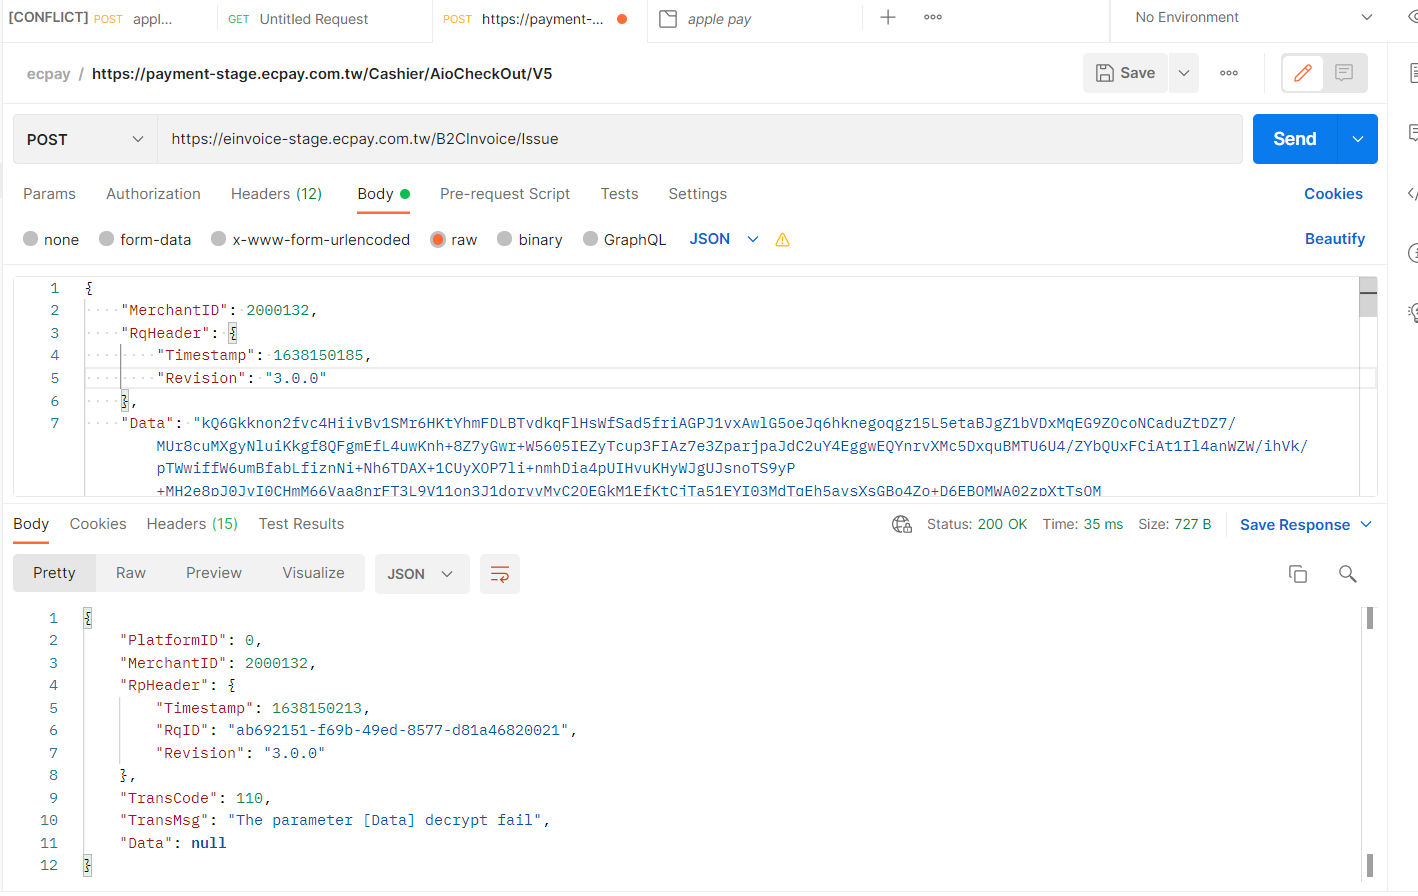 [CONFLICT] POST appl...
GET Untitled Request
POST https://payment-...
apple pay
No Environment
ecpay / https://payment-stage.ecpay.com.tw/Cashier/AioCheckOut/V5
Save
POST
https://einvoice-stage.ecpay.com.tw/B2CInvoice/Issue
Send
Params Authorization Headers (12) Body Pre-request Script Tests Settings
Cookies
none form-data x-www-form-urlencoded raw binary GraphQL JSON
Beautify
1 {
2 "MerchantID": 2000132,
3 "RqHeader": {
4 "Timestamp": 1638150185,
5 "Revision": "3.0.0"
6 },
7 "Data": "kQ6Gkknon2fvc4HiivBv1SMr6HKtYhmFDLBTvdkqFlHsWfSad5friAGPJ1vxAwlG5oeJq6hknegoqgz15L5etaBJgZ1bVDxMqEG9ZOcoNCaduZtDZ7/
MUr8cuMXgyNluiKkgf8QFgmEfL4uwKnh+8Z7yGwr+W5605IEZyTcup3FIAz7e3ZparjpaJdC2uY4EggwEQYnrvXMc5DxquBMTU6U4/ZYbQUxFCiAt1Il4anWZW/ihVk/
pTWwiffW6umBfabLfiznNi+Nh6TDAX+1CUyXOP7li+nmhDia4pUIHvuKHyWJgUJsnoTS9yP
Body Cookies Headers (15) Test Results
Status: 200 OK Time: 35 ms Size: 727 B
Save Response
Pretty Raw Preview Visualize JSON
1 {
2 "PlatformID": 0,
3 "MerchantID": 2000132,
4 "RpHeader": {
5 "Timestamp": 1638150213,
6 "RqID": "ab692151-f69b-49ed-8577-d81a46820021",
7 "Revision": "3.0.0"
8 },
9 "TransCode": 110,
10 "TransMsg": "The parameter [Data] decrypt fail",
11 "Data": null
12 }